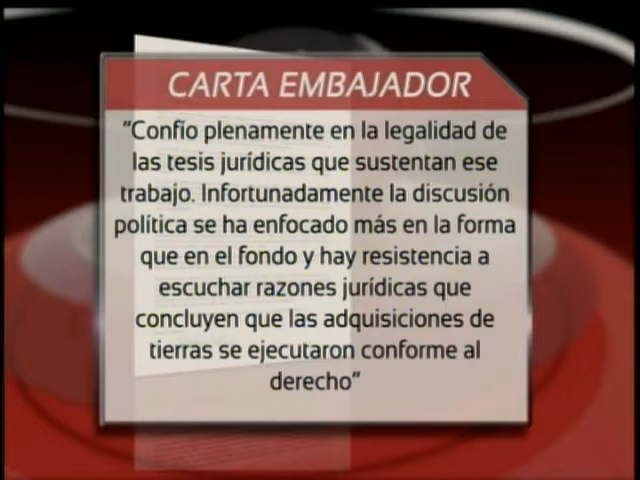 CARTA EMBAJADOR
"Confío plenamente en la legalidad de
las tesis jurídicas que sustentan ese
trabajo. Infortunadamente la discusión
política se ha enfocado más en la forma
que en el fondo y hay resistencia a
escuchar razones jurídicas que
concluyen que las adquisiciones de
tierras se ejecutaron conforme al
derecho"